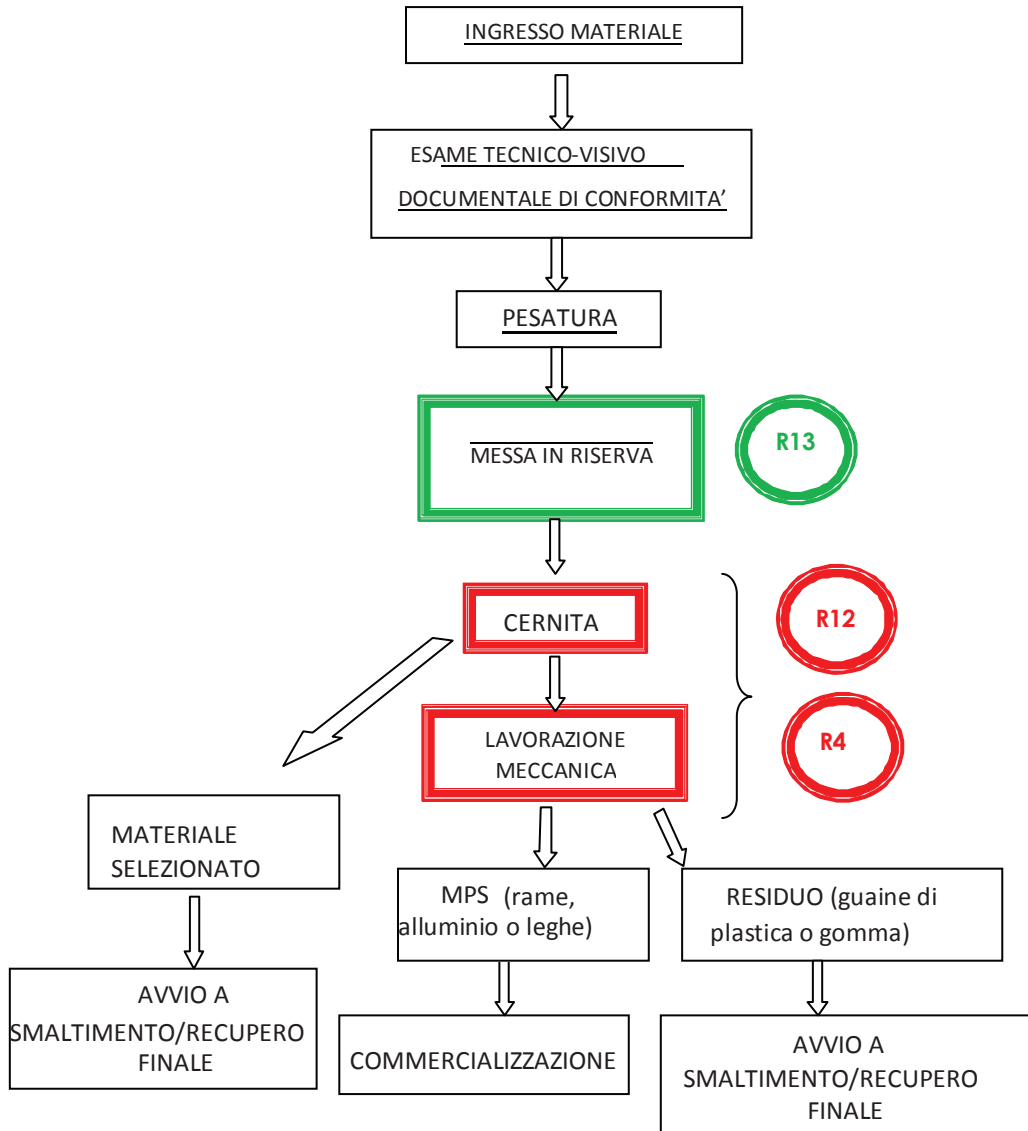 INGRESSO MATERIALE
ESAME TECNICO-VISIVO
DOCUMENTALE DI CONFORMITA’
PESATURA
MESSA IN RISERVA
R13
CERNITA
R12
LAVORAZIONE
MECCANICA
R4
MATERIALE
SELEZIONATO
MPS (rame,
alluminio o leghe)
RESIDUO (guaine di
plastica o gomma)
AVVIO A
SMALTIMENTO/RECUPERO
FINALE
COMMERCIALIZZAZIONE
AVVIO A
SMALTIMENTO/RECUPERO
FINALE